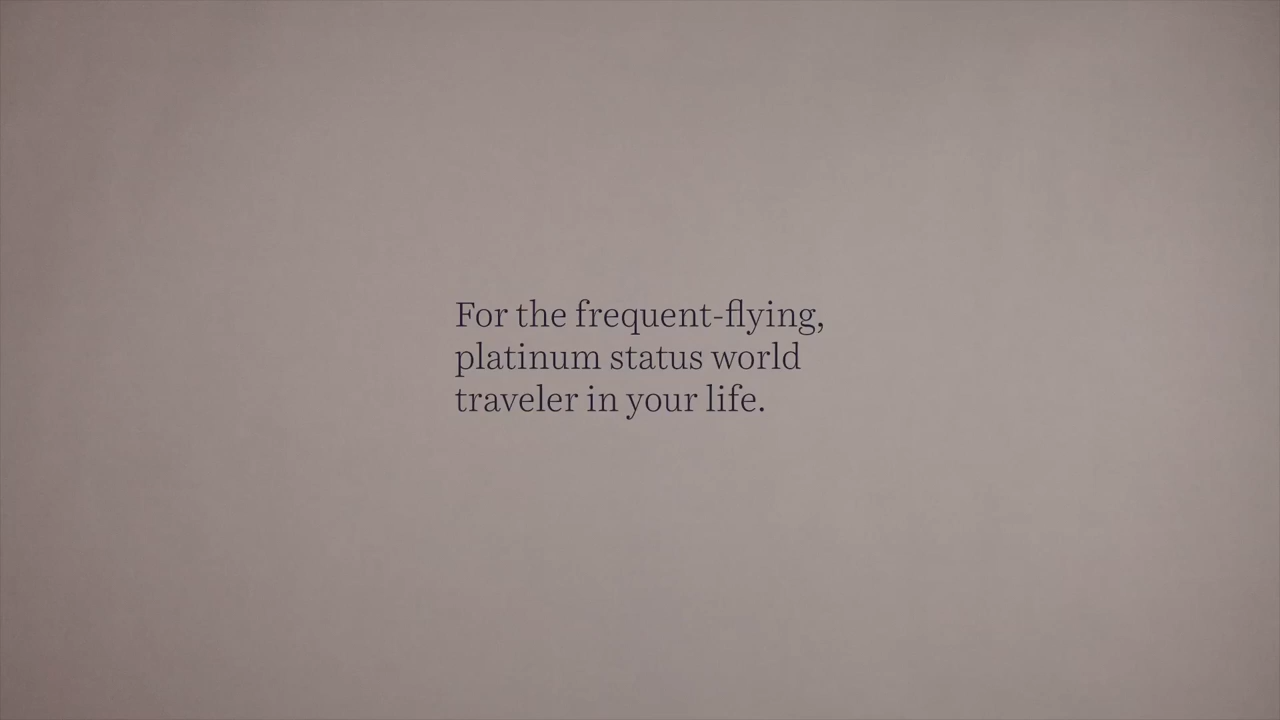 For the frequent-flying,
platinum status world
traveler in your life.